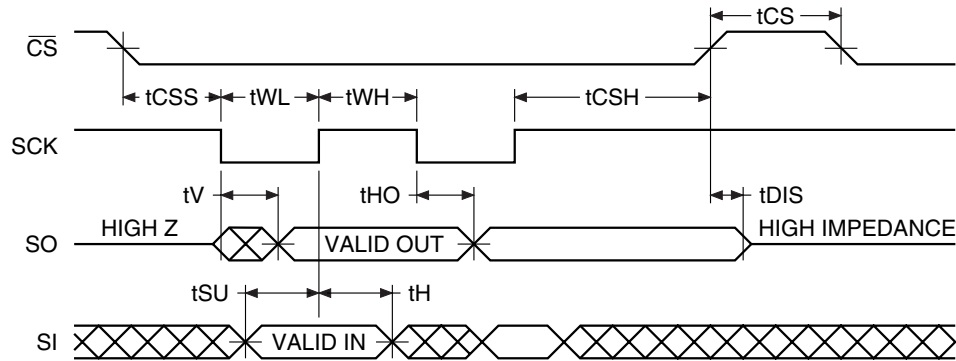 tCS
CS
tCSS tWL tWH tCSH
SCK
tV tHO tDIS
HIGH Z VALID OUT HIGH IMPEDANCE
SO
tSU tH
SI VALID IN